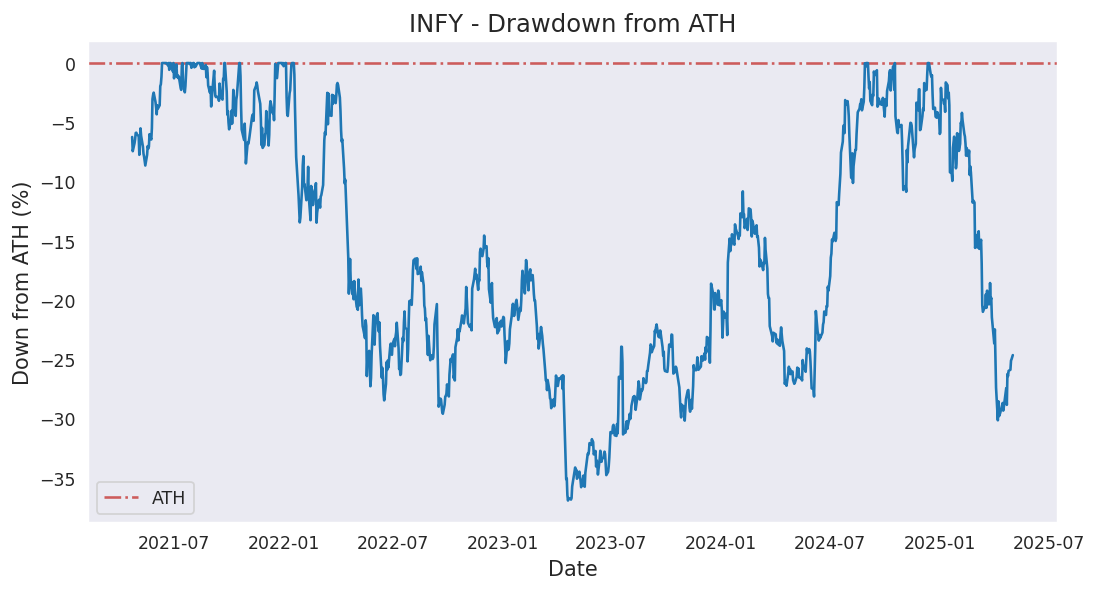 INFY - Drawdown from ATH
Down from ATH (%)
0
−5
−10
−15
−20
−25
−30
−35
ATH
2021-07 2022-01 2022-07 2023-01 2023-07 2024-01 2024-07 2025-01 2025-07
Date